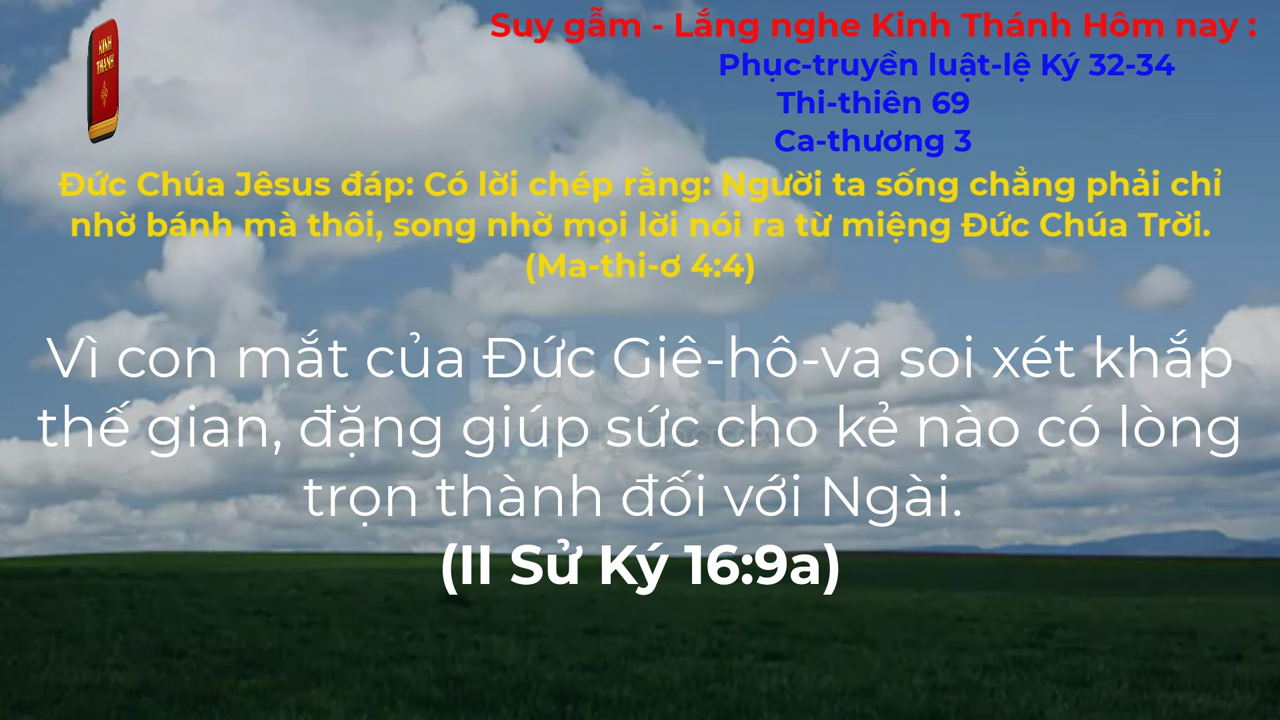 KINH
THÁNH
Suy gẫm - Lắng nghe Kinh Thánh Hôm nay :
Phục-truyền luật-lệ Ký 32-34
Thi-thiên 69
Ca-thương 3
Đức Chúa Jêsus đáp: Có lời chép rằng: Người ta sống chẳng phải chỉ
nhờ bánh mà thôi, song nhờ mọi lời nói ra từ miệng Đức Chúa Trời.
(Ma-thi-ơ 4:4)
iStock
Vì con mắt của Đức Giê-hô-va soi xét khắp
thế gian, đặng giúp sức cho kẻ nào có lòng
trọn thành đối với Ngài.
(II Sử Ký 16:9a)